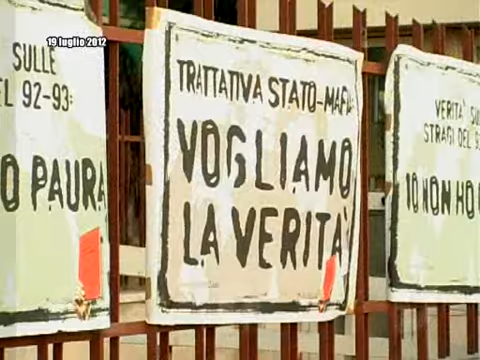 19 luglio 2012
SULLE
EL 92-93:
O PAURA
TRATTATIVA STATO-MAFIA:
VOGLIAMO
LA VERITÀ
VERITA' SU
STRAGI DEL 9
IO NON HO